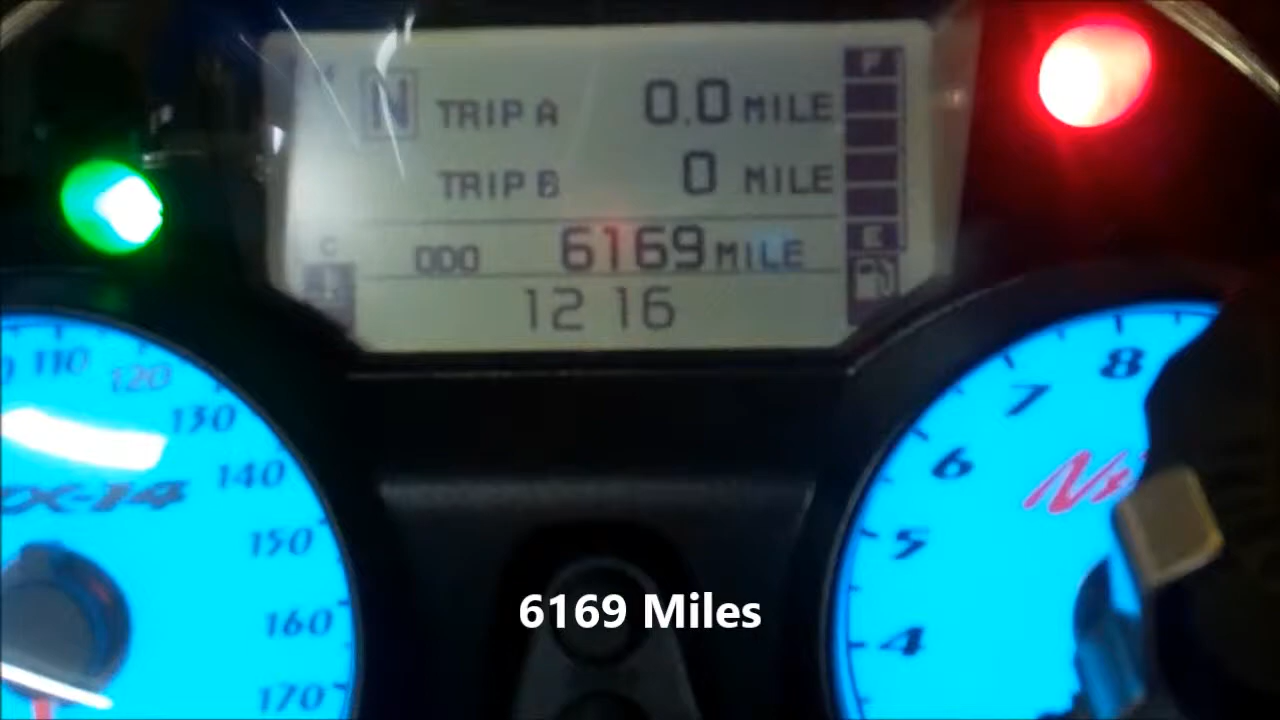 N TRIP A 0.0 MILE F
TRIP B 0 MILE
C ODO 6169 MILE E
12 16
110
120
130
140
ZX-14
150
160
170
8
7
6
5
4
6169 Miles